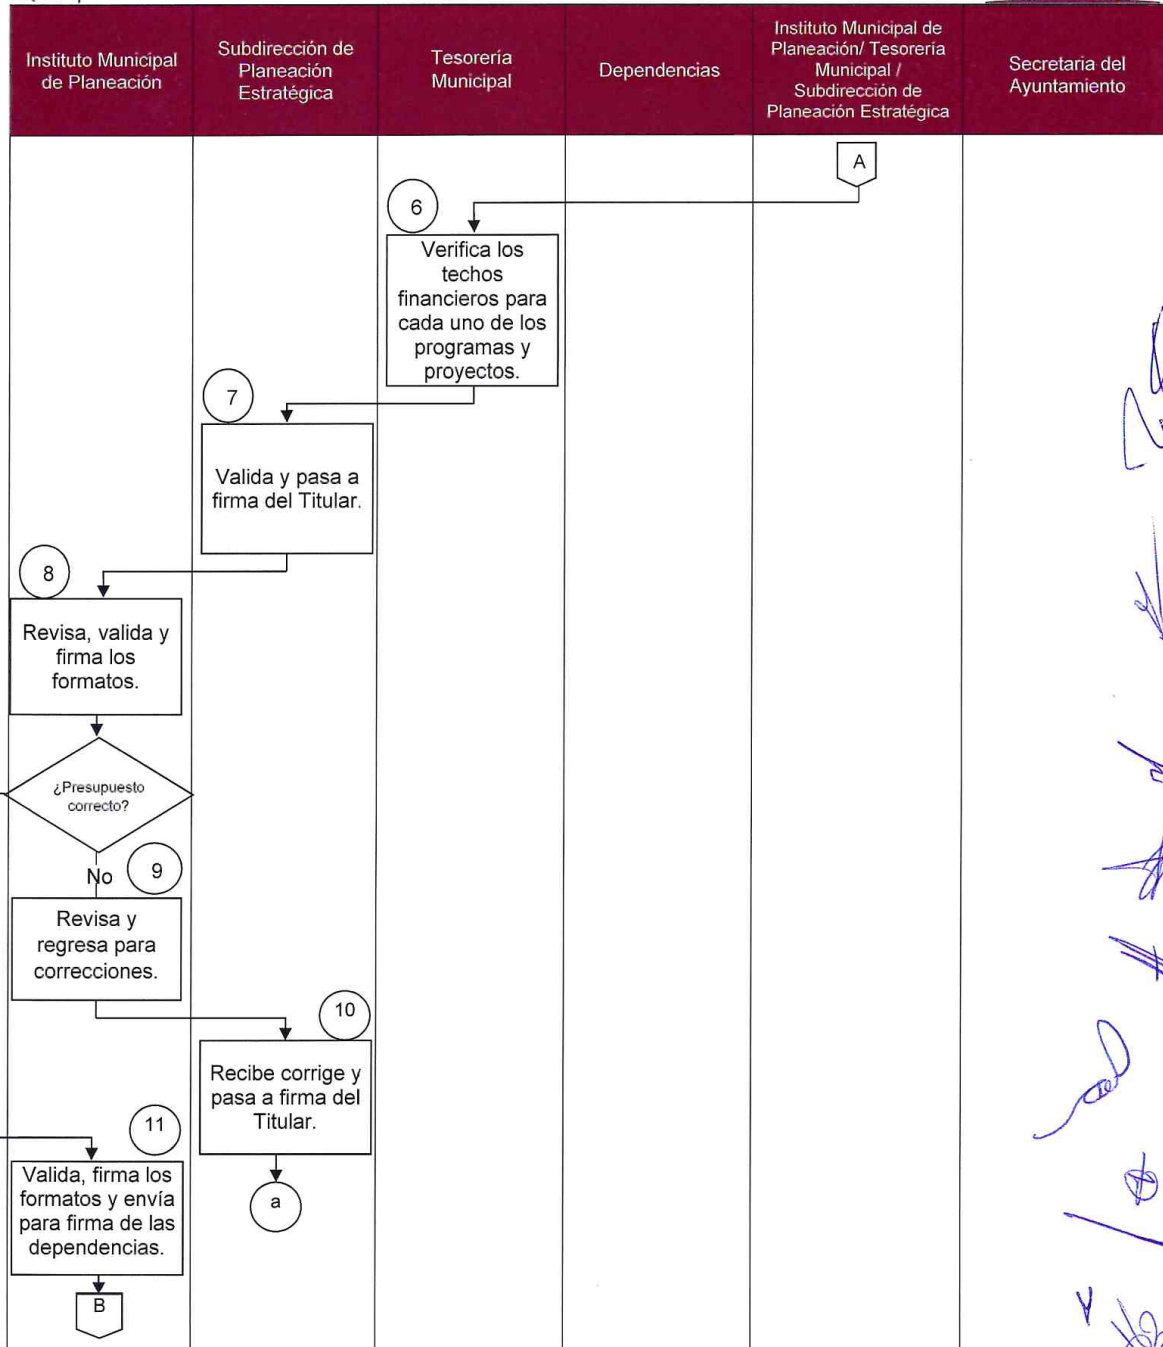 Instituto Municipal
de Planeación
Subdirección de
Planeación
Estratégica
Tesorería
Municipal
Dependencias
Instituto Municipal de
Planeación/ Tesorería
Municipal /
Subdirección de
Planeación Estratégica
Secretaria del
Ayuntamiento
A
6
Verifica los
techos
financieros para
cada uno de los
programas y
proyectos.
7
Valida y pasa a
firma del Titular.
8
Revisa, valida y
firma los
formatos.
¿Presupuesto
correcto?
No
9
Revisa y
regresa para
correcciones.
10
Recibe corrige y
pasa a firma del
Titular.
a
11
Valida, firma los
formatos y envía
para firma de las
dependencias.
B